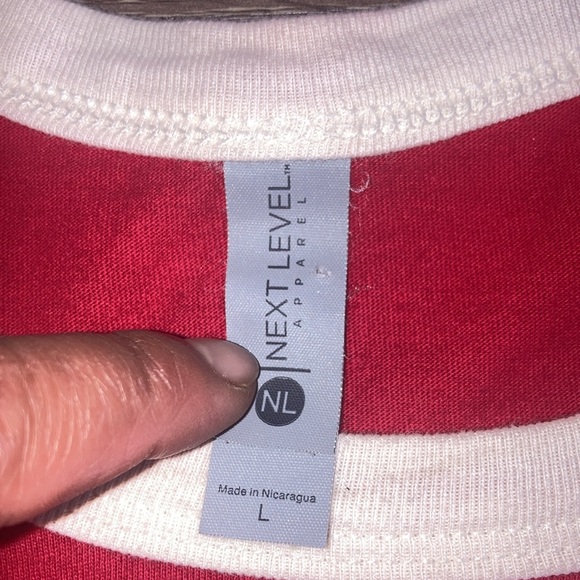 NEXT LEVEL™
APPAREL
NL
Made in Nicaragua
L